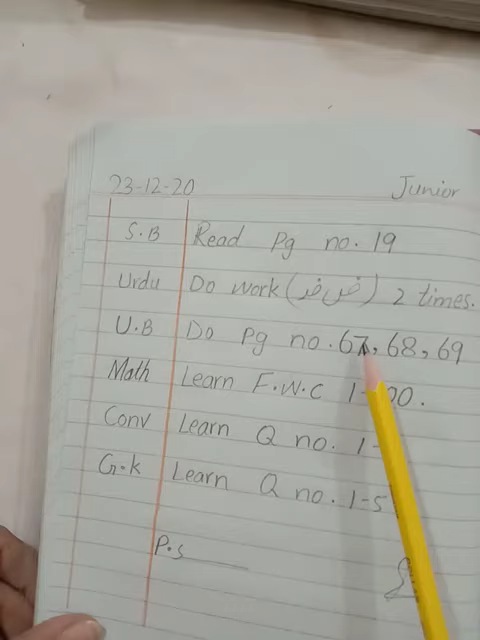 23-12-20 Junior
S.B Read Pg no. 19
Urdu Do work (ض ض) 2 times.
U.B Do Pg no. 67, 68, 69
Math Learn F.W.C 1- 00.
Conv Learn Q no. 1-
G.k Learn Q no. 1-5
P.S